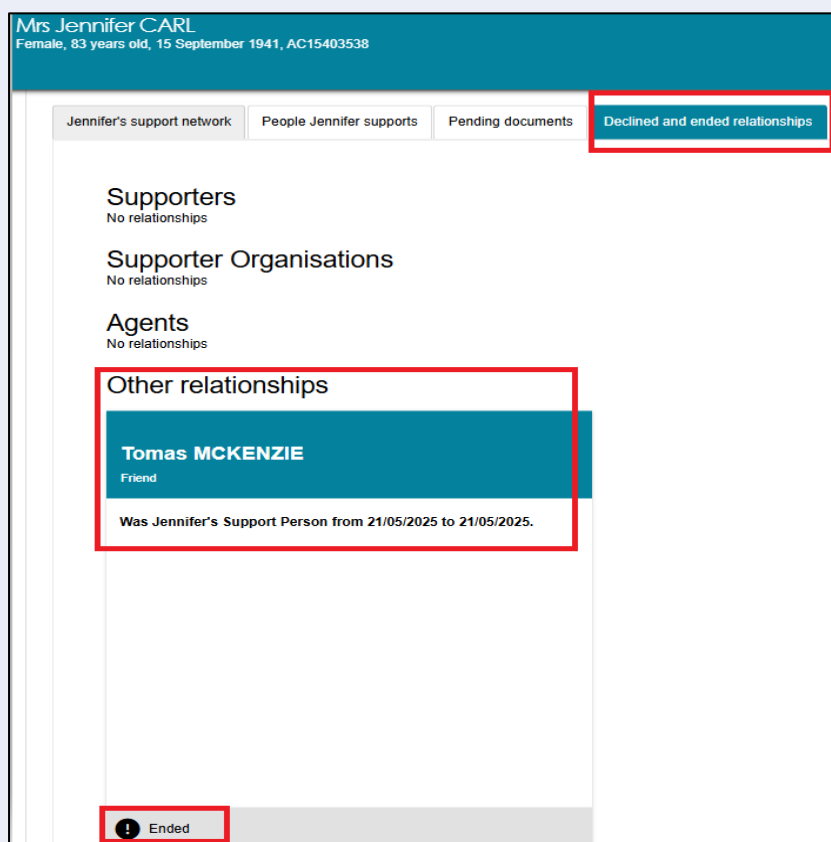 Mrs Jennifer CARL
Female, 83 years old, 15 September 1941, AC15403538
Jennifer's support network
People Jennifer supports
Pending documents
Declined and ended relationships
Supporters
No relationships
Supporter Organisations
No relationships
Agents
No relationships
Other relationships
Tomas MCKENZIE
Friend
Was Jennifer's Support Person from 21/05/2025 to 21/05/2025.
! Ended